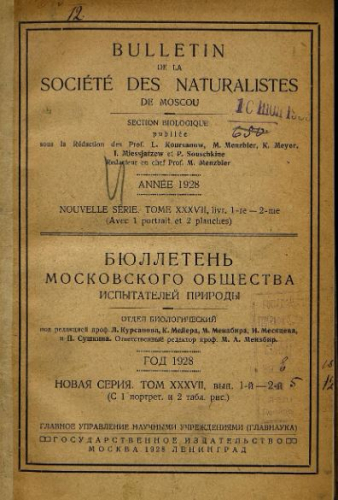 12
BULLETIN
DE LA
SOCIÉTÉ DES NATURALISTES
DE MOSCOU
SECTION BIOLOGIQUE
publiée
sous la Rédaction des Prof. L. Koursanow, M. Menzbier, K. Meyer,
I. Miesvjatzew et P. Souschkine
Redacteur en chef Prof. M. Menzbier
650
ANNÉE 1928
NOUVELLE SÉRIE. TOME XXXVII, livr. 1-re—2-me
(Avec 1 portrait et 2 planches)
БЮЛЛЕТЕНЬ
МОСКОВСКОГО ОБЩЕСТВА
ИСПЫТАТЕЛЕЙ ПРИРОДЫ
ОТДЕЛ БИОЛОГИЧЕСКИЙ
под редакцией проф. Л. Курсанова, К. Мейера, М. Мензбира, И. Месяцева,
и П. Сушкина. Ответственный редактор проф. М. А. Мензбир.
ГОД 1928
НОВАЯ СЕРИЯ. ТОМ XXXVII, вып. 1-й—2-й
(С 1 портрет. и 2 табл. рис.)
ГЛАВНОЕ УПРАВЛЕНИЕ НАУЧНЫМИ УЧРЕЖДЕНИЯМИ (ГЛАВНАУКА)
ГОСУДАРСТВЕННОЕ ИЗДАТЕЛЬСТВО
МОСКВА 1928 ЛЕНИНГРАД